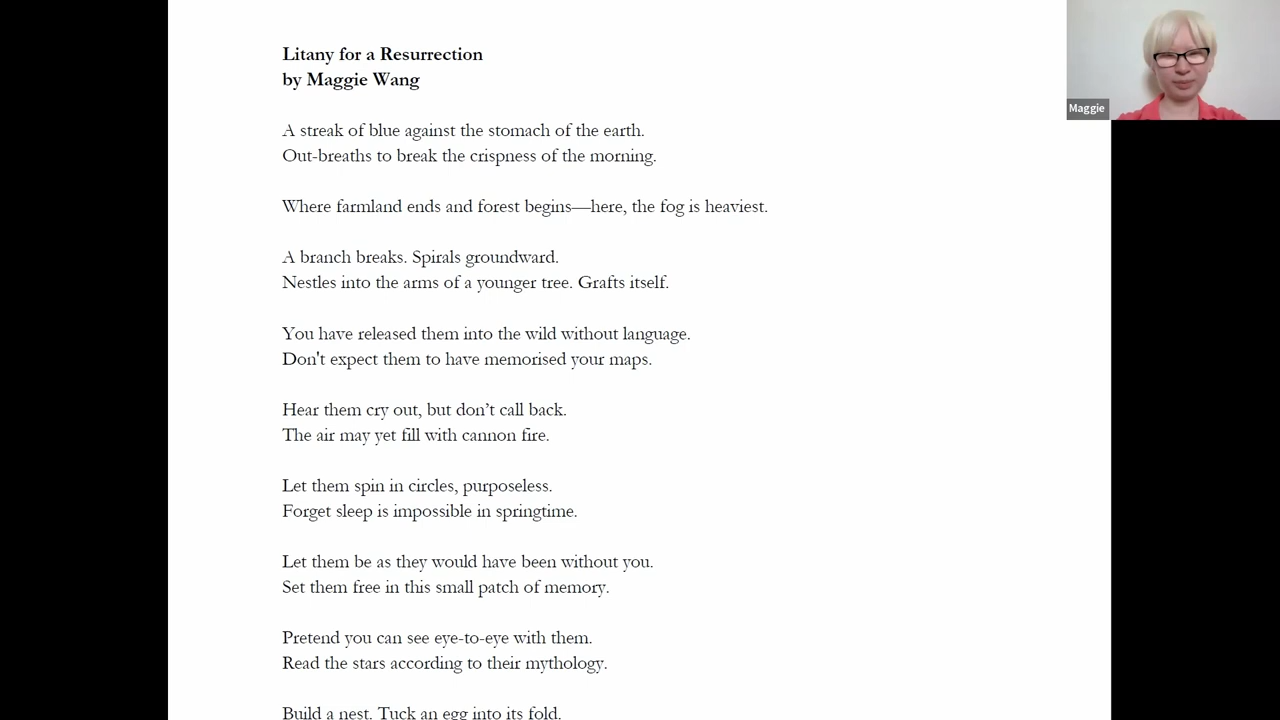 Litany for a Resurrection
by Maggie Wang
Maggie
A streak of blue against the stomach of the earth.
Out-breaths to break the crispness of the morning.
Where farmland ends and forest begins—here, the fog is heaviest.
A branch breaks. Spirals groundward.
Nestles into the arms of a younger tree. Grafts itself.
You have released them into the wild without language.
Don't expect them to have memorised your maps.
Hear them cry out, but don’t call back.
The air may yet fill with cannon fire.
Let them spin in circles, purposeless.
Forget sleep is impossible in springtime.
Let them be as they would have been without you.
Set them free in this small patch of memory.
Pretend you can see eye-to-eye with them.
Read the stars according to their mythology.
Build a nest. Tuck an egg into its fold.